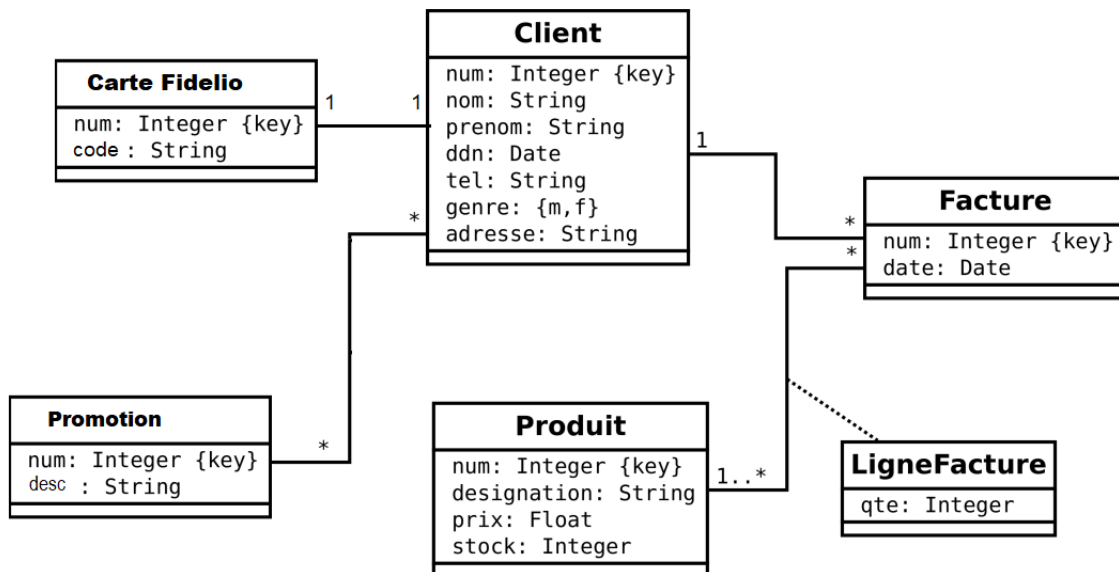 Client
num: Integer {key}
nom: String
prenom: String
ddn: Date
tel: String
genre: {m,f}
adresse: String
Carte Fidelio
num: Integer {key}
code : String
1
1
1
*
*
*
*
Facture
num: Integer {key}
date: Date
Promotion
num: Integer {key}
desc : String
Produit
num: Integer {key}
designation: String
prix: Float
stock: Integer
1..*
LigneFacture
qte: Integer